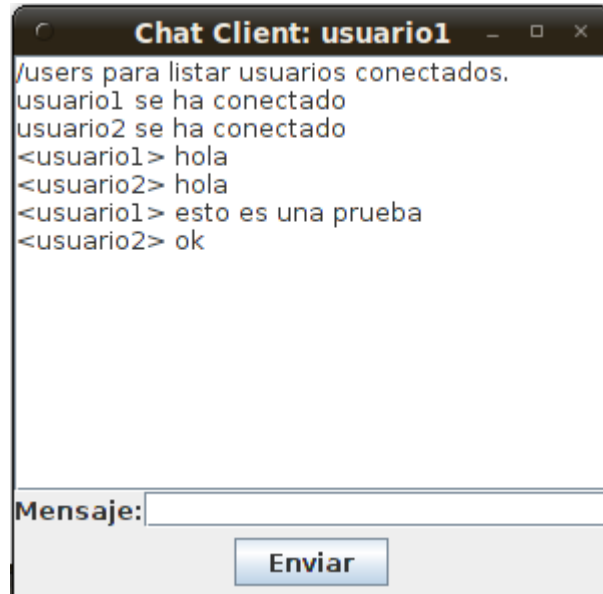 Chat Client: usuario1
/users para listar usuarios conectados.
usuario1 se ha conectado
usuario2 se ha conectado
<usuario1> hola
<usuario2> hola
<usuario1> esto es una prueba
<usuario2> ok
Mensaje:
Enviar